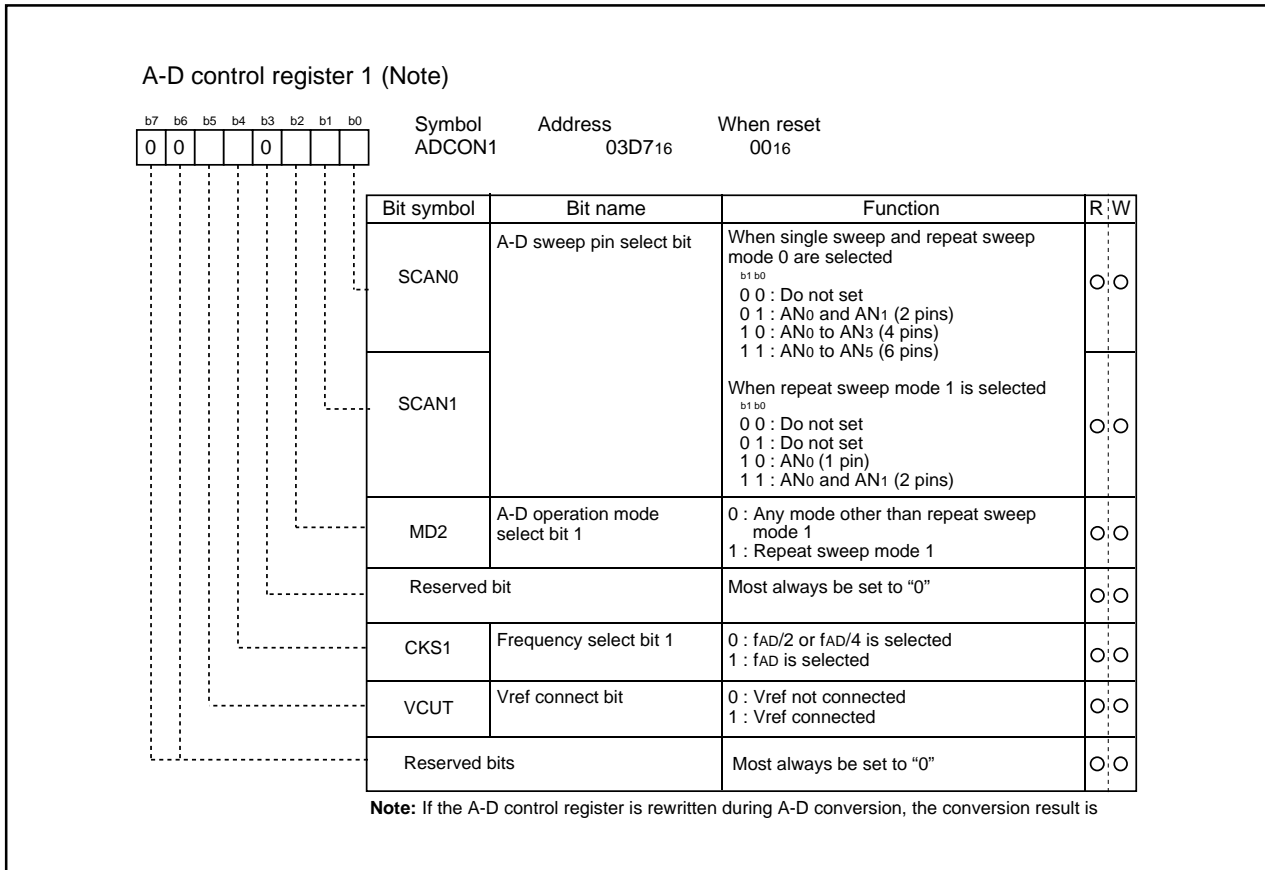 A-D control register 1 (Note)
b7 b6 b5 b4 b3 b2 b1 b0
0 0 0
Symbol Address When reset
ADCON1 03D716 0016
Bit symbol Bit name Function R W
SCAN0
A-D sweep pin select bit
When single sweep and repeat sweep
mode 0 are selected
b1 b0
0 0 : Do not set
0 1 : AN0 and AN1 (2 pins)
1 0 : AN0 to AN3 (4 pins)
1 1 : AN0 to AN5 (6 pins)
SCAN1
When repeat sweep mode 1 is selected
b1 b0
0 0 : Do not set
0 1 : Do not set
1 0 : AN0 (1 pin)
1 1 : AN0 and AN1 (2 pins)
MD2
A-D operation mode
select bit 1
0 : Any mode other than repeat sweep
mode 1
1 : Repeat sweep mode 1
Reserved bit
Most always be set to “0”
CKS1
Frequency select bit 1
0 : fAD/2 or fAD/4 is selected
1 : fAD is selected
VCUT
Vref connect bit
0 : Vref not connected
1 : Vref connected
Reserved bits
Most always be set to “0”
Note: If the A-D control register is rewritten during A-D conversion, the conversion result is